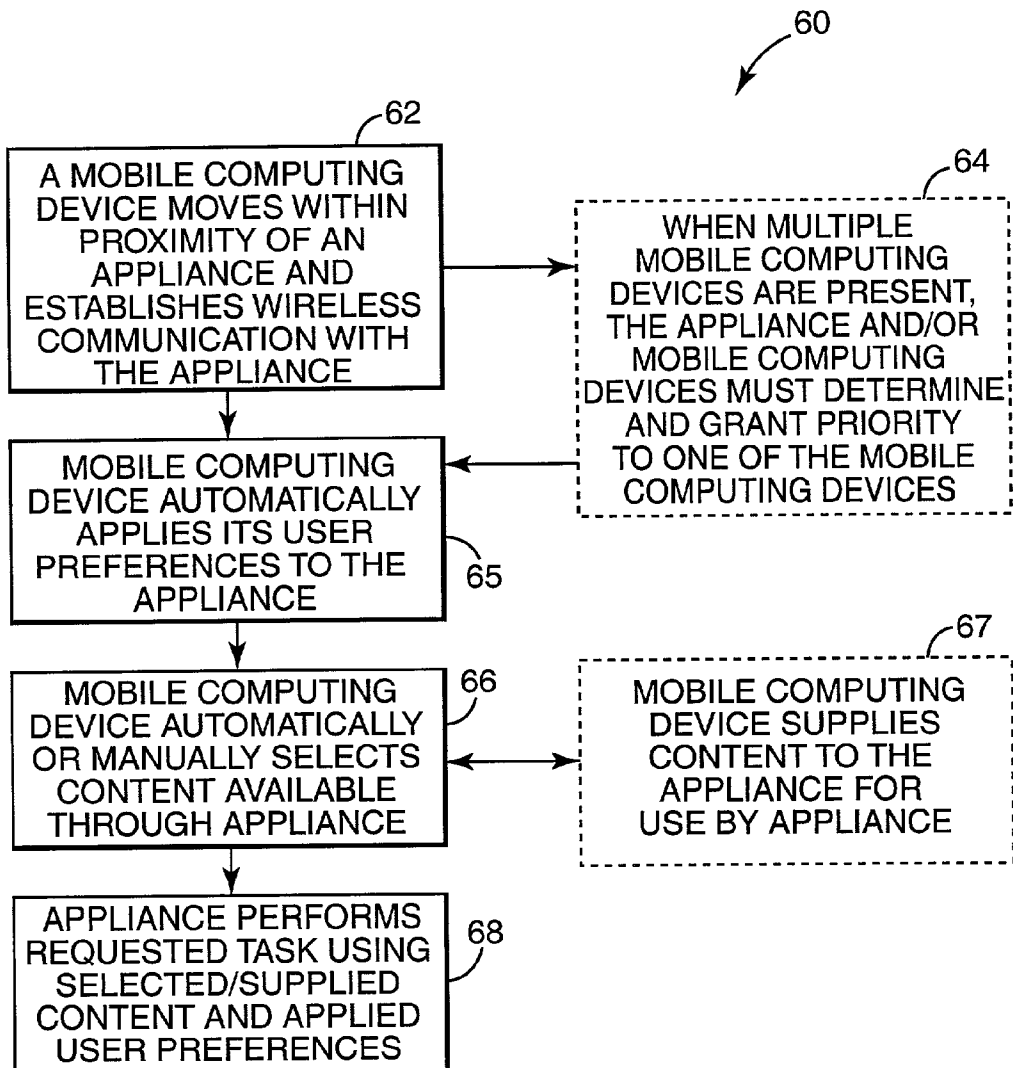 60
62
A MOBILE COMPUTING
DEVICE MOVES WITHIN
PROXIMITY OF AN
APPLIANCE AND
ESTABLISHES WIRELESS
COMMUNICATION WITH
THE APPLIANCE
64
WHEN MULTIPLE
MOBILE COMPUTING
DEVICES ARE PRESENT,
THE APPLIANCE AND/OR
MOBILE COMPUTING
DEVICES MUST DETERMINE
AND GRANT PRIORITY
TO ONE OF THE MOBILE
COMPUTING DEVICES
MOBILE COMPUTING
DEVICE AUTOMATICALLY
APPLIES ITS USER
PREFERENCES TO THE
APPLIANCE
65
MOBILE COMPUTING
DEVICE AUTOMATICALLY
OR MANUALLY SELECTS
CONTENT AVAILABLE
THROUGH APPLIANCE
66
67
MOBILE COMPUTING
DEVICE SUPPLIES
CONTENT TO THE
APPLIANCE FOR
USE BY APPLIANCE
APPLIANCE PERFORMS
REQUESTED TASK USING
SELECTED/SUPPLIED
CONTENT AND APPLIED
USER PREFERENCES
68